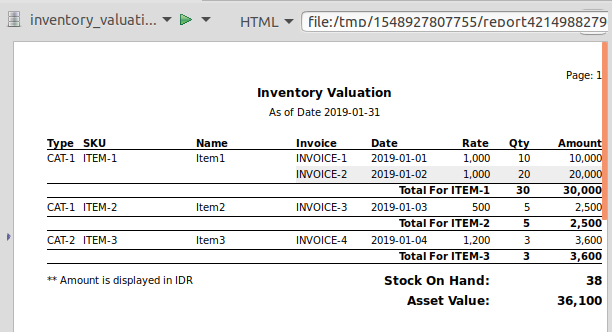 inventory_valuati... HTML file:/tmp/1548927807755/report4214988279
Page: 1
Inventory Valuation
As of Date 2019-01-31
Type SKU Name Invoice Date Rate Qty Amount
CAT-1 ITEM-1 Item1 INVOICE-1 2019-01-01 1,000 10 10,000
INVOICE-2 2019-01-02 1,000 20 20,000
Total For ITEM-1 30 30,000
CAT-1 ITEM-2 Item2 INVOICE-3 2019-01-03 500 5 2,500
Total For ITEM-2 5 2,500
CAT-2 ITEM-3 Item3 INVOICE-4 2019-01-04 1,200 3 3,600
Total For ITEM-3 3 3,600
** Amount is displayed in IDR Stock On Hand: 38
Asset Value: 36,100